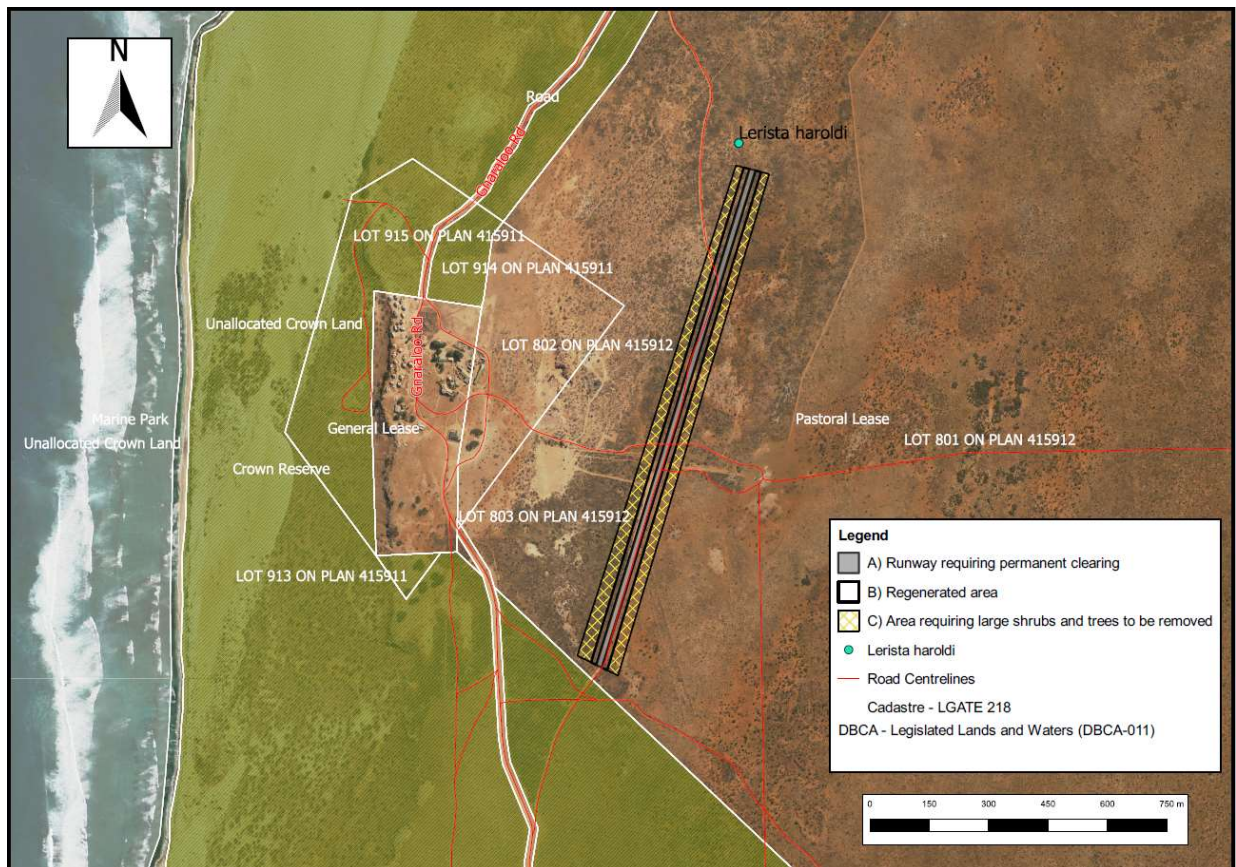 N
Road
Gnaraloo Rd
Lerista haroldi
LOT 915 ON PLAN 415911
LOT 914 ON PLAN 415911
Unallocated Crown Land
Gnaraloo Rd
LOT 802 ON PLAN 415912
Marine Park
Unallocated Crown Land
General Lease
Pastoral Lease
LOT 801 ON PLAN 415912
Crown Reserve
LOT 803 ON PLAN 415912
LOT 913 ON PLAN 415911
Legend
A) Runway requiring permanent clearing
B) Regenerated area
C) Area requiring large shrubs and trees to be removed
Lerista haroldi
Road Centrelines
Cadastre - LGATE 218
DBCA - Legislated Lands and Waters (DBCA-011)
0 150 300 450 600 750 m